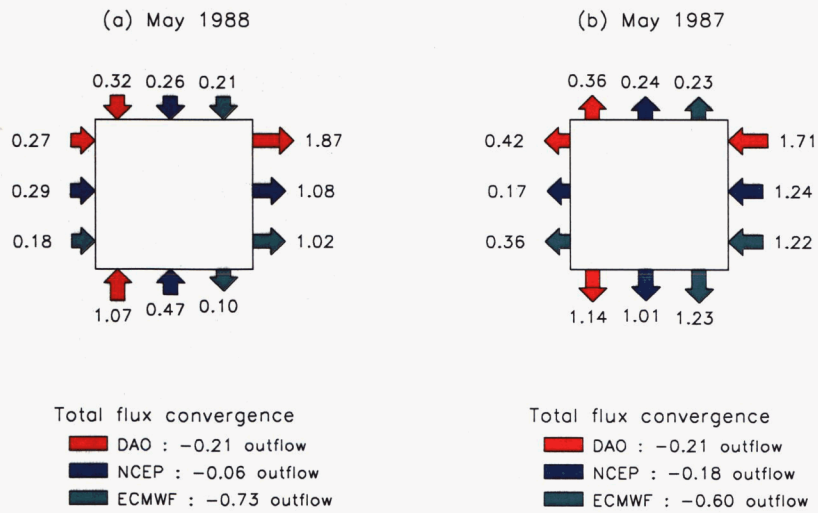 (a) May 1988
0.32 0.26 0.21
0.27 1.87
0.29 1.08
0.18 1.02
1.07 0.47 0.10
Total flux convergence
DAO : -0.21 outflow
NCEP : -0.06 outflow
ECMWF : -0.73 outflow
(b) May 1987
0.36 0.24 0.23
0.42 1.71
0.17 1.24
0.36 1.22
1.14 1.01 1.23
Total flux convergence
DAO : -0.21 outflow
NCEP : -0.18 outflow
ECMWF : -0.60 outflow